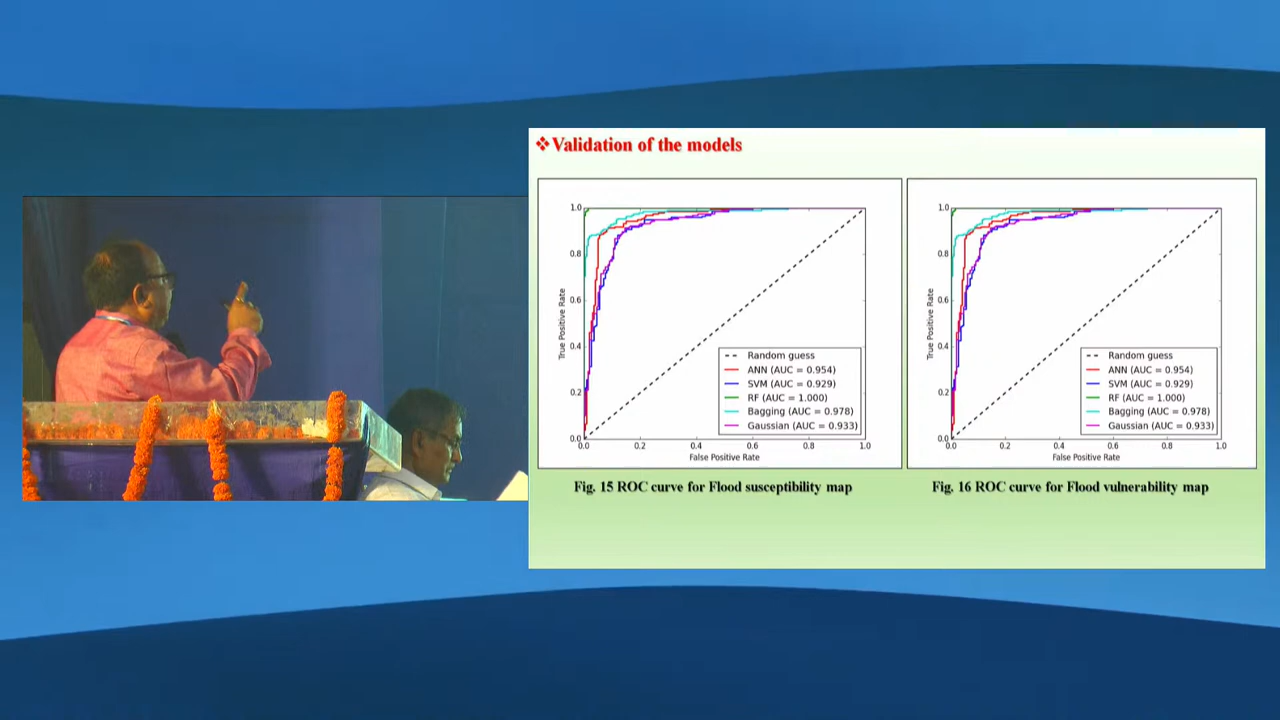 ❖Validation of the models
1.0
0.8
0.6
0.4
0.2
0.0
0.0 0.2 0.4 0.6 0.8 1.0
True Positive Rate
False Positive Rate
Random guess
ANN (AUC = 0.954)
SVM (AUC = 0.929)
RF (AUC = 1.000)
Bagging (AUC = 0.978)
Gaussian (AUC = 0.933)
Fig. 15 ROC curve for Flood susceptibility map
1.0
0.8
0.6
0.4
0.2
0.0
0.0 0.2 0.4 0.6 0.8 1.0
True Positive Rate
False Positive Rate
Random guess
ANN (AUC = 0.954)
SVM (AUC = 0.929)
RF (AUC = 1.000)
Bagging (AUC = 0.978)
Gaussian (AUC = 0.933)
Fig. 16 ROC curve for Flood vulnerability map